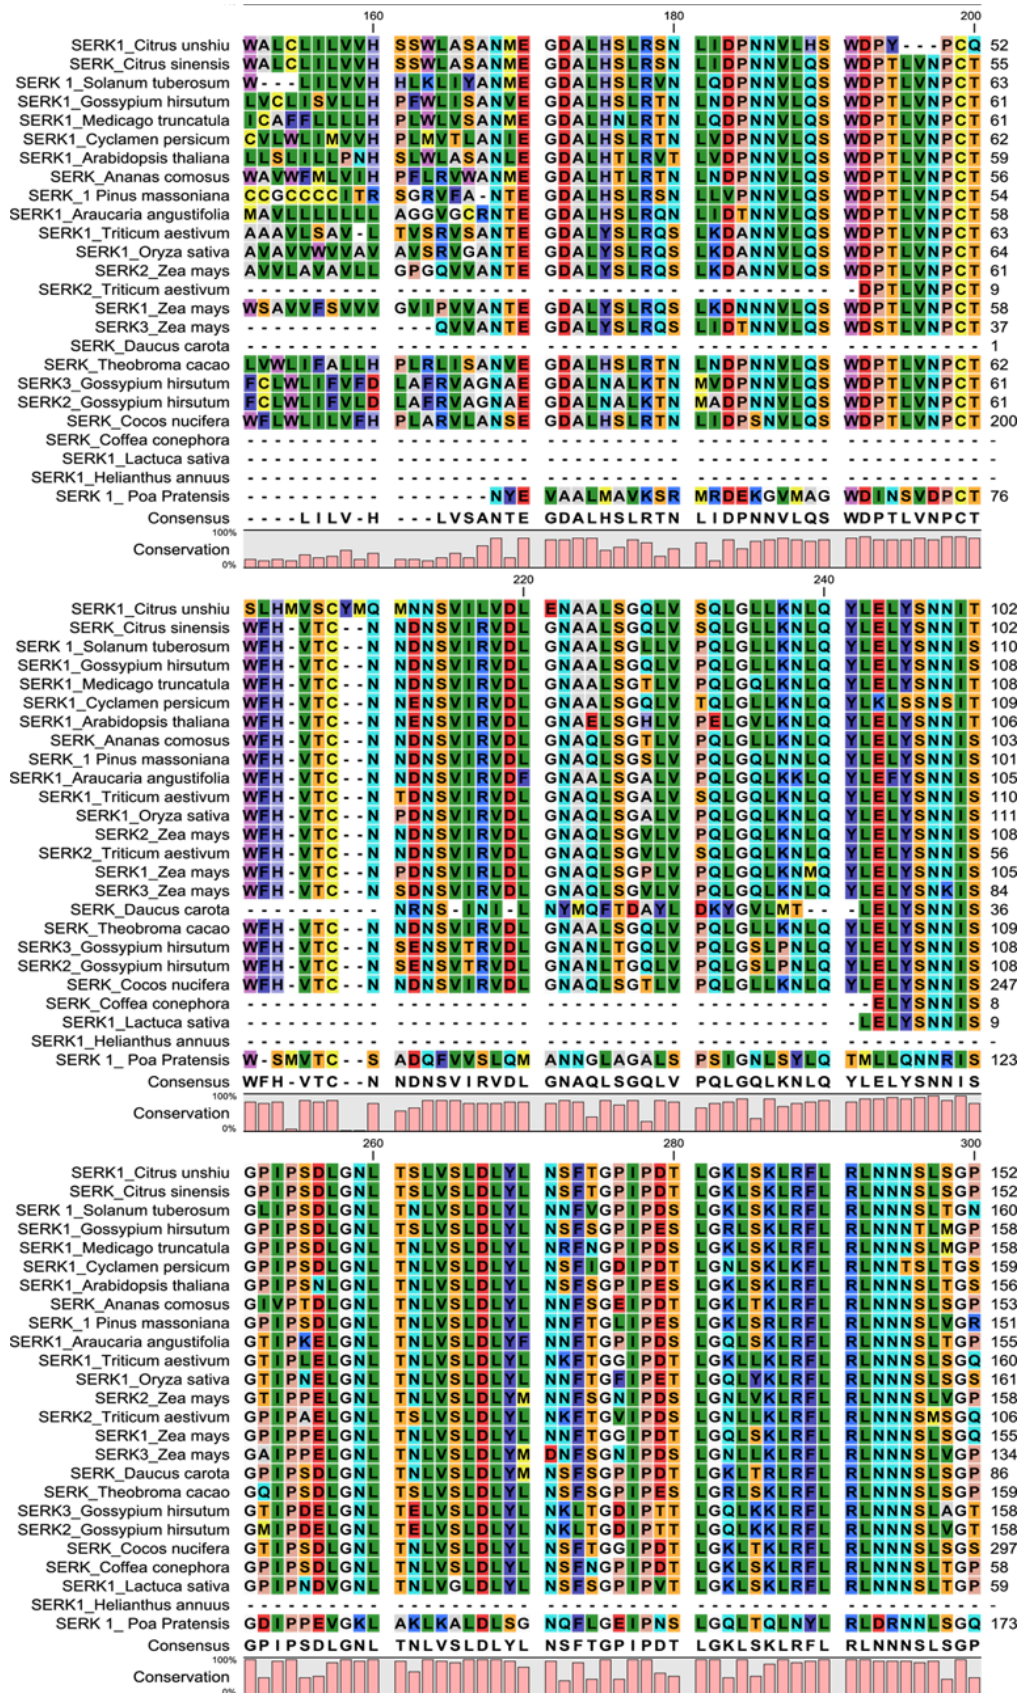 160 180 200
SERK1_Citrus unshiu WALCLILVVH SSWLASANME GDALHSLRSN LIDPNNVLHS WDPY---PCQ 52
SERK_Citrus sinensis WALCLILVVH SSWLASANME GDALHSLRSN LIDPNNVLQS WDPTLVNPCT 55
SERK 1_Solanum tuberosum W---LILVVH HLKLIYANME GDALHSLRVN LQDPNNVLQS WDPTLVNPCT 63
SERK1_Gossypium hirsutum LVCLISVLLH PFWLISANVE GDALHSLRTN LNDPNNVLQS WDPTLVNPCT 61
SERK1_Medicago truncatula ICAFFLLLLH PLWLVSANME GDALHNLRTN LQDPNNVLQS WDPTLVNPCT 61
SERK1_Cyclamen persicum CVLWLIMVVH PLMVTLANIE GDALHSLRTN LVDPNNVLQS WDPTLVNPCT 62
SERK1_Arabidopsis thaliana LLSLILLPNH SLWLASANLE GDALHTLRVT LVDPNNVLQS WDPTLVNPCT 59
SERK_Ananas comosus WAVWFMLVIH PFLRVWANME GDALHSLRTN LNDPNNVLQS WDPTLVNPCT 56
SERK_1 Pinus massoniana CCGCCCCITR SGRVFA-NTE GDALHSLRSN LLVPNNVLQS WDPTLVNPCT 54
SERK1_Araucaria angustifolia MAVLLLLLLL AGGVGCRNTE GDALHSLRQN LIDTNNVLQS WDPTLVNPCT 58
SERK1_Triticum aestivum AAAVLSAV-L TVSRVSANTE GDALYSLRQS LKDANNVLQS WDPTLVNPCT 63
SERK1_Oryza sativa AVAVVWVVAV AVSRVGANTE GDALYSLRQS LKDANNVLQS WDPTLVNPCT 64
SERK2_Zea mays AVVLAVAVLL GPGQVVANTE GDALYSLRQS LKDANNVLQS WDPTLVNPCT 61
SERK2_Triticum aestivum ---------- ---------- ---------- ---------- -DPTLVNPCT 9
SERK1_Zea mays WSAVVFSVVV GVIPVVANTE GDALYSLRQS LKDNNNVLQS WDPTLVNPCT 58
SERK3_Zea mays ---------- ----QVVANTE GDALYSLRQS LIDTNNVLQS WDSTLVNPCT 37
SERK_Daucus carota ---------- ---------- ---------- ---------- ---------- 1
SERK_Theobroma cacao LVWLIFALLH PLRLISANVE GDALHSLRTN LNDPNNVLQS WDPTLVNPCT 62
SERK3_Gossypium hirsutum FCLWLIFVFD LAFRVAGNAE GDALNALKTN MVDPNNVLQS WDPTLVNPCT 61
SERK2_Gossypium hirsutum FCLWLIFVLD LAFRVAGNAE GDALNALKTN MADPNNVLQS WDPTLVNPCT 61
SERK_Cocos nucifera WFLWLILVFH PLARVLANSE GDALHSLRTN LIDPSNVLQS WDPTLVNPCT 200
SERK_Coffea conephora ---------- ---------- ---------- ---------- ---------- -
SERK1_Lactuca sativa ---------- ---------- ---------- ---------- ---------- -
SERK1_Helianthus annuus ---------- ---------- ---------- ---------- ---------- -
SERK 1_ Poa Pratensis ---------- -------NYE VAALMAVKSR MRDEKGVMAG WDINSVDPCT 76
Consensus ----LILV-H ---LVSANTE GDALHSLRTN LIDPNNVLQS WDPTLVNPCT
100%
Conservation
0%
220 240
SERK1_Citrus unshiu SLHMVSCYMQ MNNSVILVDL ENAALSGQLV SQLGLLKNLQ YLELYSNNIT 102
SERK_Citrus sinensis WFH-VTC--N NDNSVIRVDL GNAALSGQLV SQLGLLKNLQ YLELYSNNIT 102
SERK 1_Solanum tuberosum WFH-VTC--N NDNSVIRVDL GNAALSGLLV PQLGLLKNLQ YLELYSNNIS 110
SERK1_Gossypium hirsutum WFH-VTC--N NDNSVIRVDL GNAALSGQLV PQLGLLKNLQ YLELYSNNIS 108
SERK1_Medicago truncatula WFH-VTC--N NDNSVIRVDL GNAALSGTLV PQLGQLKNLQ YLELYSNNIS 108
SERK1_Cyclamen persicum WFH-VTC--N NENSVIRVDL GNAALSGQLV TQLGQLKNLQ YLKLSSNSIT 109
SERK1_Arabidopsis thaliana WFH-VTC--N NENSVIRVDL GNAELSGHLV PELGVLKNLQ YLELYSNNIT 106
SERK_Ananas comosus WFH-VTC--N NDNSVIRVDL GNAQLSGTLV PQLGLLKNLQ YLELYSNNIS 103
SERK_1 Pinus massoniana WFH-VTC--N NDNSVIRVDL GNAQLSGSLV PQLGQLNNLQ YLELYSNNIS 101
SERK1_Araucaria angustifolia WFH-VTC--N NDNSVIRVDF GNAALSGALV PQLGQLKKLQ YLEFYSNNIS 105
SERK1_Triticum aestivum WFH-VTC--N TDNSVIRVDL GNAQLSGALV SQLGQLKNLQ YLELYSNNIS 110
SERK1_Oryza sativa WFH-VTC--N PDNSVIRVDL GNAQLSGALV PQLGQLKNLQ YLELYSNNIS 111
SERK2_Zea mays WFH-VTC--N NDNSVIRVDL GNAQLSGVLV PQLGQLKNLQ YLELYSNNIS 108
SERK2_Triticum aestivum WFH-VTC--N NDNSVIRVDL GNAQLSGVLV SQLGQLKNLQ YLELYSNNIS 56
SERK1_Zea mays WFH-VTC--N PDNSVIRLDL GNAQLSGPLV PQLGQLKNMQ YLELYSNNIS 105
SERK3_Zea mays WFH-VTC--N SDNSVIRVDL GNAQLSGVLV PQLGQLKNLQ YLELYSNKIS 84
SERK_Daucus carota ---------- NRNS-INI-L NYMQFTDAYL DKYGVLMT-- -LELYSNNIS 36
SERK_Theobroma cacao WFH-VTC--N NDNSVIRVDL GNAALSGQLV PQLGLLKNLQ YLELYSNNIS 109
SERK3_Gossypium hirsutum WFH-VTC--N SENSVTRVDL GNANLTGQLV PQLGSLPNLQ YLELYSNNIS 108
SERK2_Gossypium hirsutum WFH-VTC--N SENSVTRVDL GNANLTGQLV PQLGSLPNLQ YLELYSNNIS 108
SERK_Cocos nucifera WFH-VTC--N NDNSVIRVDL GNAQLSGTLV PQLGLLKNLQ YLELYSNNIS 247
SERK_Coffea conephora ---------- ---------- ---------- ---------- --ELYSNNIS 8
SERK1_Lactuca sativa ---------- ---------- ---------- ---------- -LELYSNNIS 9
SERK1_Helianthus annuus ---------- ---------- ---------- ---------- ---------- -
SERK 1_ Poa Pratensis W-SMVTC--S ADQFVVSLQM ANNGLAGALS PSIGNLSYLQ TMLLQNNRIS 123
Consensus WFH-VTC--N NDNSVIRVDL GNAQLSGQLV PQLGQLKNLQ YLELYSNNIS
100%
Conservation
0%
260 280 300
SERK1_Citrus unshiu GPIPSDLGNL TSLVSLDLYL NSFTGPIPDT LGKLSKLRFL RLNNNSLSGP 152
SERK_Citrus sinensis GPIPSDLGNL TSLVSLDLYL NSFTGPIPDT LGKLSKLRFL RLNNNSLSGP 152
SERK 1_Solanum tuberosum GLIPSDLGNL TNLVSLDLYL NNFVGPIPDS LGKLSKLRFL RLNNNSLTGN 160
SERK1_Gossypium hirsutum GPIPSDLGNL TNLVSLDLYL NSFSGPIPES LGRLSKLRFL RLNNNTLMGP 158
SERK1_Medicago truncatula GPIPSDLGNL TNLVSLDLYL NRFNGPIPDS LGKLSKLRFL RLNNNSLMGP 158
SERK1_Cyclamen persicum GPIPSDLGNL TNLVSLDLYL NSFIGDIPDT LGKLSKLRFL RLNNTSLTGS 159
SERK1_Arabidopsis thaliana GPIPSNLGNL TNLVSLDLYL NSFSGPIPES LGKLSKLRFL RLNNNSLTGS 156
SERK_Ananas comosus GIVPTDLGNL TNLVSLDLYL NNFSGEIPDT LGKLTKLRFL RLNNNSLSGP 153
SERK_1 Pinus massoniana GPIPSDLGNL TNLVSLDLYL NNFTGLIPES LGKLSRLRFL RLNNNSLVGR 151
SERK1_Araucaria angustifolia GTIPKELGNL TNLVSLDLYF NNFTGPIPDS LGQLSKLRFL RLNNNSLTGP 155
SERK1_Triticum aestivum GTIPLELGNL TNLVSLDLYL NKFTGGIPDT LGKLLKLRFL RLNNNSLSGQ 160
SERK1_Oryza sativa GTIPNELGNL TNLVSLDLYL NNFTGFIPET LGQLYKLRFL RLNNNSLSGS 161
SERK2_Zea mays GTIPPELGNL TNLVSLDLYM NNFSGNIPDS LGNLVKLRFL RLNNNSLVGP 158
SERK2_Triticum aestivum GPIPAELGNL TSLVSLDLYL NKFTGVIPDS LGNLLKLRFL RLNNNSMSGQ 106
SERK1_Zea mays GPIPPELGNL TNLVSLDLYL NNFTGGIPDT LGQLSKLRFL RLNNNSLSGQ 155
SERK3_Zea mays GAIPPELGNL TNLVSLDLYM DNFSGNIPDS LGNLLKLRFL RLNNNSLVGP 134
SERK_Daucus carota GPIPSDLGNL TNLVSLDLYM NSFSGPIPDT LGKLTRLRFL RLNNNSLSGP 86
SERK_Theobroma cacao GQIPSDLGNL TNLVSLDLYL NSFSGPIPES LGRLSKLRFL RLNNNSLSGP 159
SERK3_Gossypium hirsutum GTIPDELGNL TELVSLDLYL NKLTGDIPTT LGQLKKLRFL RLNNNSLAGT 158
SERK2_Gossypium hirsutum GMIPDELGNL TELVSLDLYL NKLTGDIPTT LGQLKKLRFL RLNNNSLVGT 158
SERK_Cocos nucifera GTIPSDLGNL TNLVSLDLYL NSFTGGIPDT LGKLTKLRFL RLNNNSLSGS 297
SERK_Coffea conephora GPIPSDLGNL TNLVSLDLYL NSFNGPIPDT LGKLSKLRFL RLNNNSLTGP 58
SERK1_Lactuca sativa GPIPNDVGNL TNLVGLDLYL NSFSGPIPVT LGKLSKLRFL RLNNNSLSGP 59
SERK1_Helianthus annuus ---------- ---------- ---------- ---------- ---------- -
SERK 1_ Poa Pratensis GDIPPEVGKL AKLKALDLSG NQFLGEIPNS LGQLTQLNYL RLDRNNLSGQ 173
Consensus GPIPSDLGNL TNLVSLDLYL NSFTGPIPDT LGKLSKLRFL RLNNNSLSGP
100%
Conservation
0%